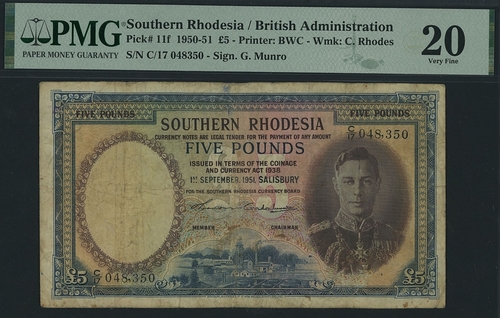 PMG
PAPER MONEY GUARANTY
Southern Rhodesia / British Administration
Pick# 11f 1950-51 £5 - Printer: BWC - Wmk: C. Rhodes
S/N C/17 048350 - Sign. G. Munro
20
Very Fine
FIVE POUNDS
FIVE POUNDS
SOUTHERN RHODESIA
C/17 048,350
CURRENCY NOTES ARE LEGAL TENDER FOR THE PAYMENT OF ANY AMOUNT
FIVE POUNDS
ISSUED IN TERMS OF THE COINAGE
AND CURRENCY ACT 1938
1ST SEPTEMBER, 1951, SALISBURY
FOR THE SOUTHERN RHODESIA CURRENCY BOARD
MEMBER
CHAIRMAN
C/17 048,350
£5
£5